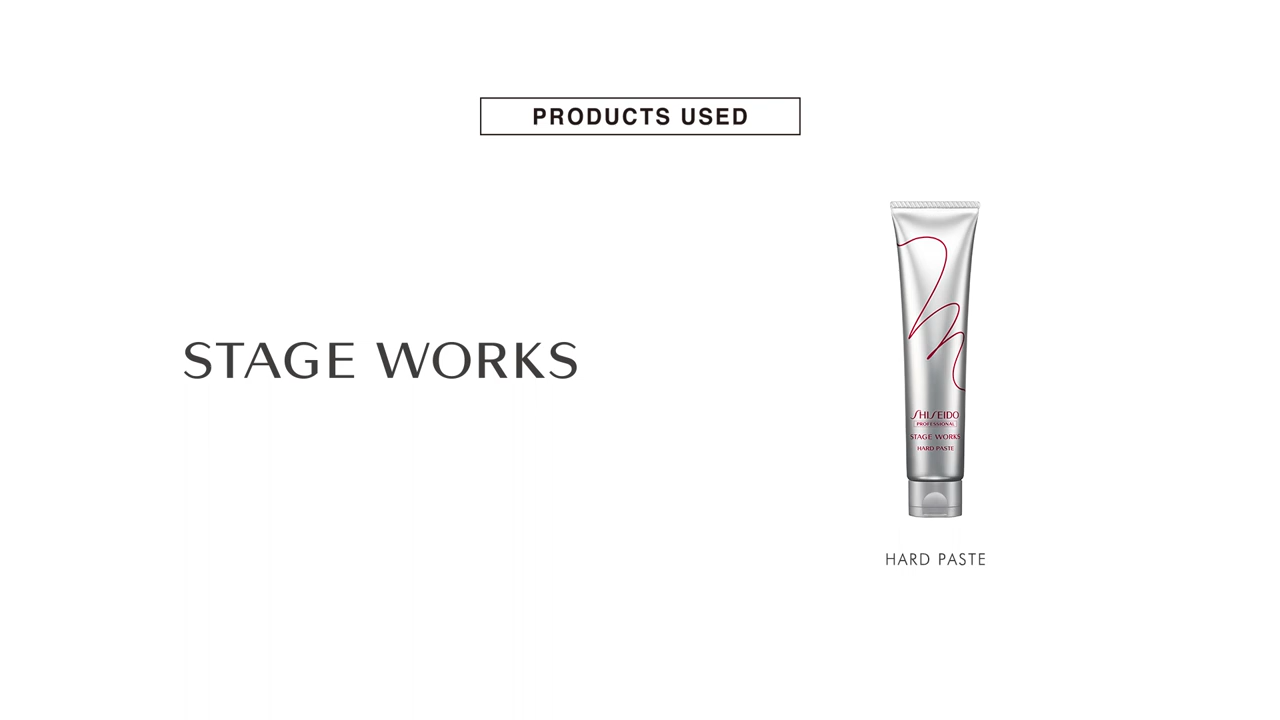 PRODUCTS USED
STAGE WORKS
SHISEIDO
PROFESSIONAL
STAGE WORKS
HARD PASTE
HARD PASTE